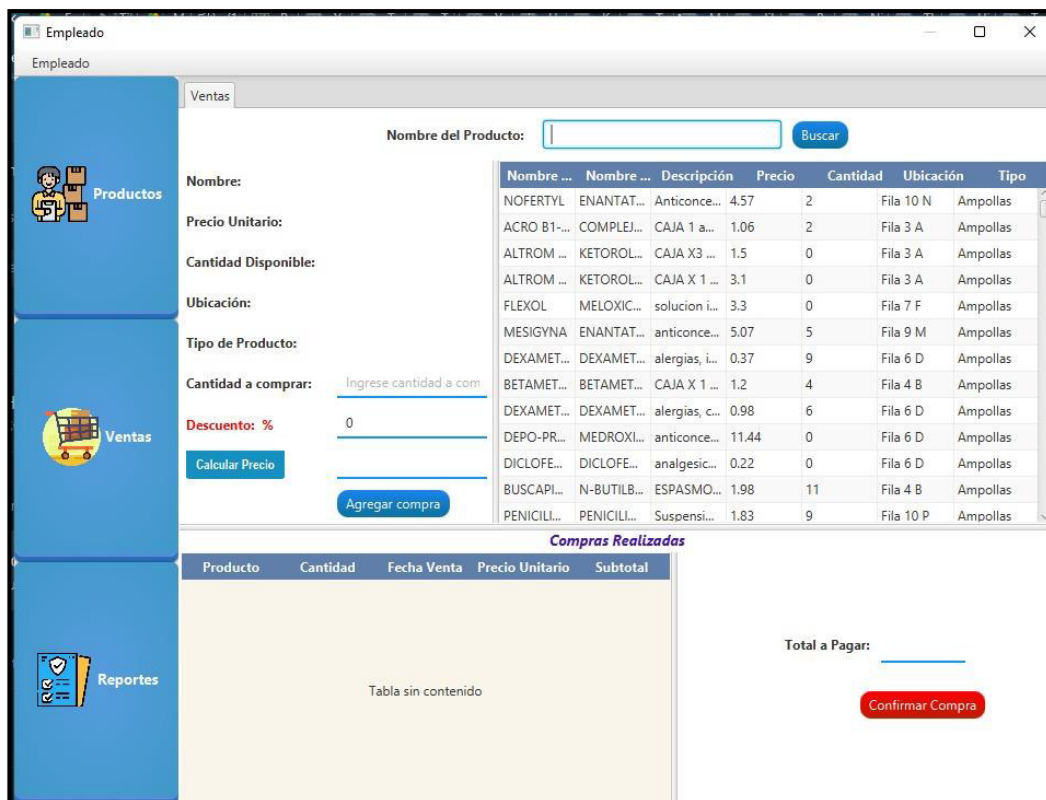 Empleado
Empleado
Ventas
Nombre del Producto: Buscar
Productos
Ventas
Reportes
Nombre:
Precio Unitario:
Cantidad Disponible:
Ubicación:
Tipo de Producto:
Cantidad a comprar: Ingrese cantidad a com
Descuento: % 0
Calcular Precio
Agregar compra
Nombre ... Nombre ... Descripción Precio Cantidad Ubicación Tipo
NOFERTYL ENANTAT... Anticonce... 4.57 2 Fila 10 N Ampollas
ACRO B1-... COMPLEJ... CAJA 1 a... 1.06 2 Fila 3 A Ampollas
ALTROM ... KETOROL... CAJA X3 ... 1.5 0 Fila 3 A Ampollas
ALTROM ... KETOROL... CAJA X 1 ... 3.1 0 Fila 3 A Ampollas
FLEXOL MELOXIC... solucion i... 3.3 0 Fila 7 F Ampollas
MESIGYNA ENANTAT... anticonce... 5.07 5 Fila 9 M Ampollas
DEXAMET... DEXAMET... alergias, i... 0.37 9 Fila 6 D Ampollas
BETAMET... BETAMET... CAJA X 1 ... 1.2 4 Fila 4 B Ampollas
DEXAMET... DEXAMET... alergias, c... 0.98 6 Fila 6 D Ampollas
DEPO-PR... MEDROXI... anticonce... 11.44 0 Fila 6 D Ampollas
DICLOFE... DICLOFE... analgesic... 0.22 0 Fila 6 D Ampollas
BUSCAPI... N-BUTILB... ESPASMO... 1.98 11 Fila 4 B Ampollas
PENICILI... PENICILI... Suspensi... 1.83 9 Fila 10 P Ampollas
Compras Realizadas
Producto Cantidad Fecha Venta Precio Unitario Subtotal
Tabla sin contenido
Total a Pagar:
Confirmar Compra